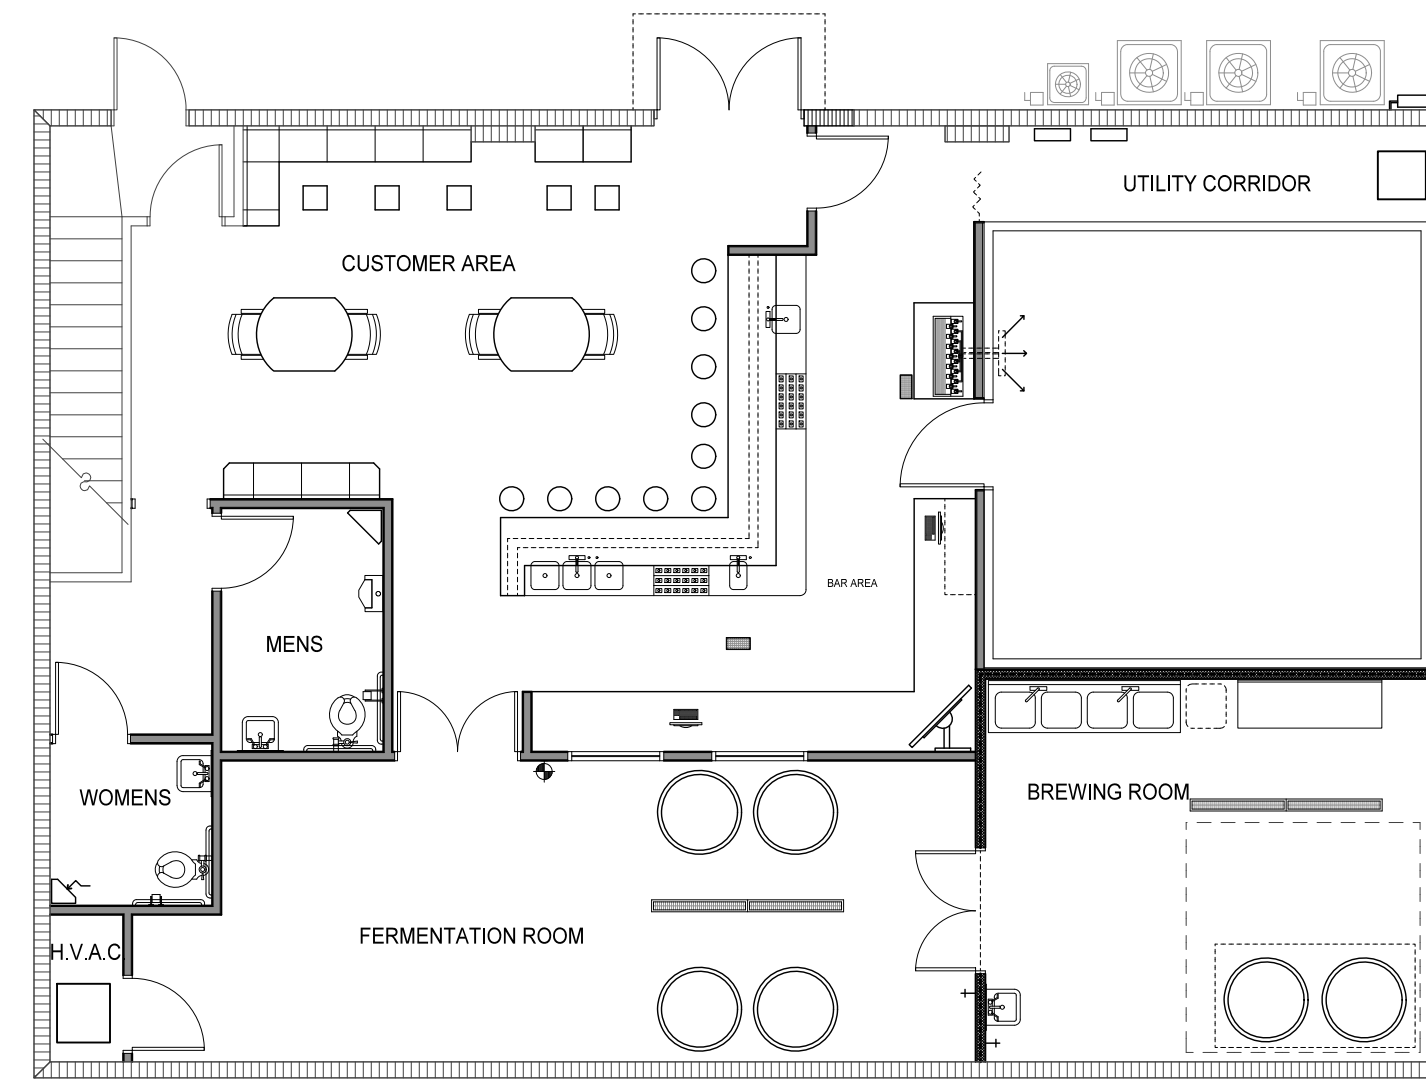 UTILITY CORRIDOR
CUSTOMER AREA
BAR AREA
MENS
WOMENS
BREWING ROOM
FERMENTATION ROOM
H.V.A.C